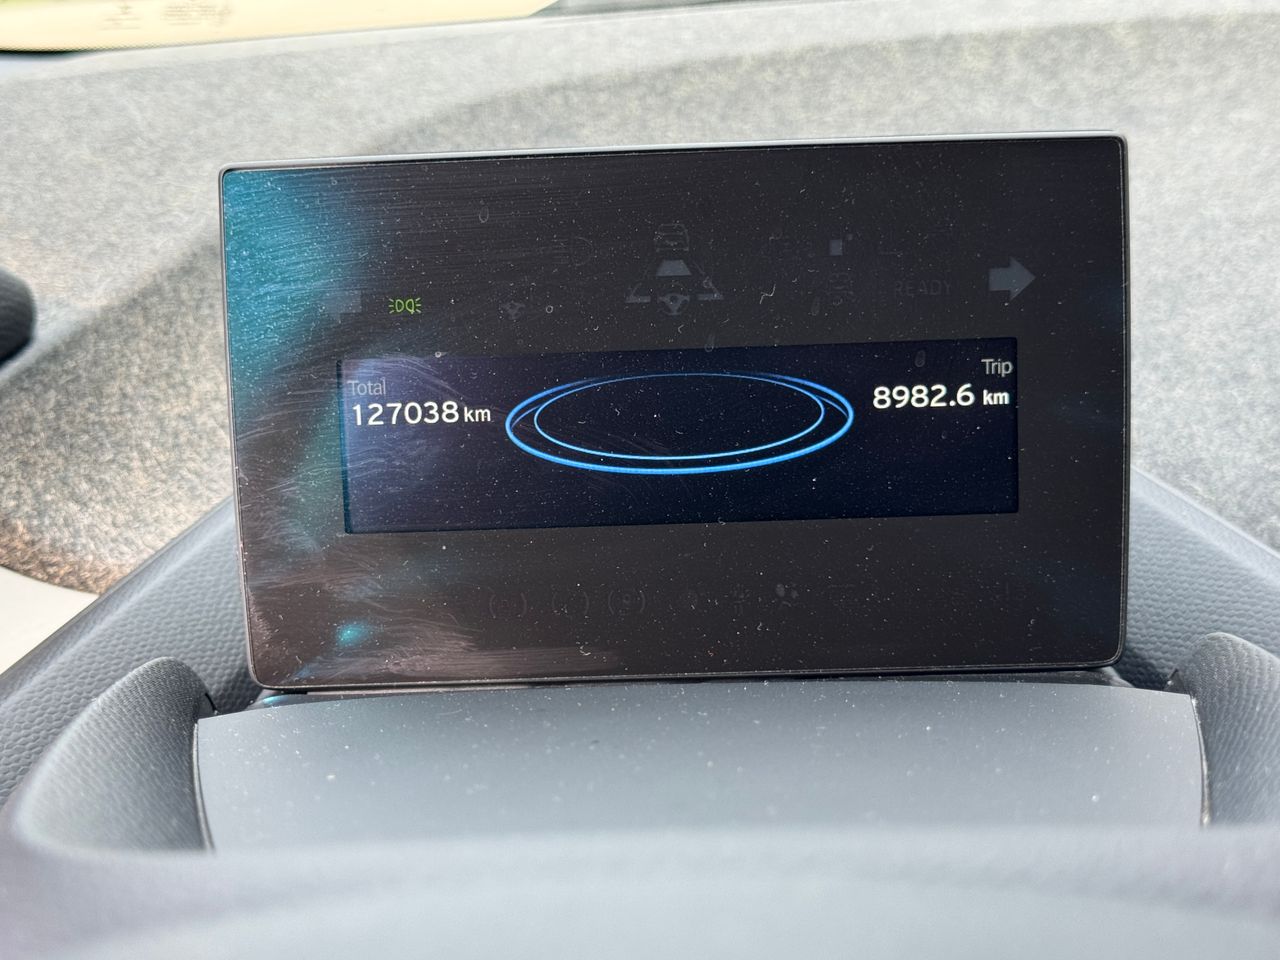 READY
Total
127038 km
Trip
8982.6 km